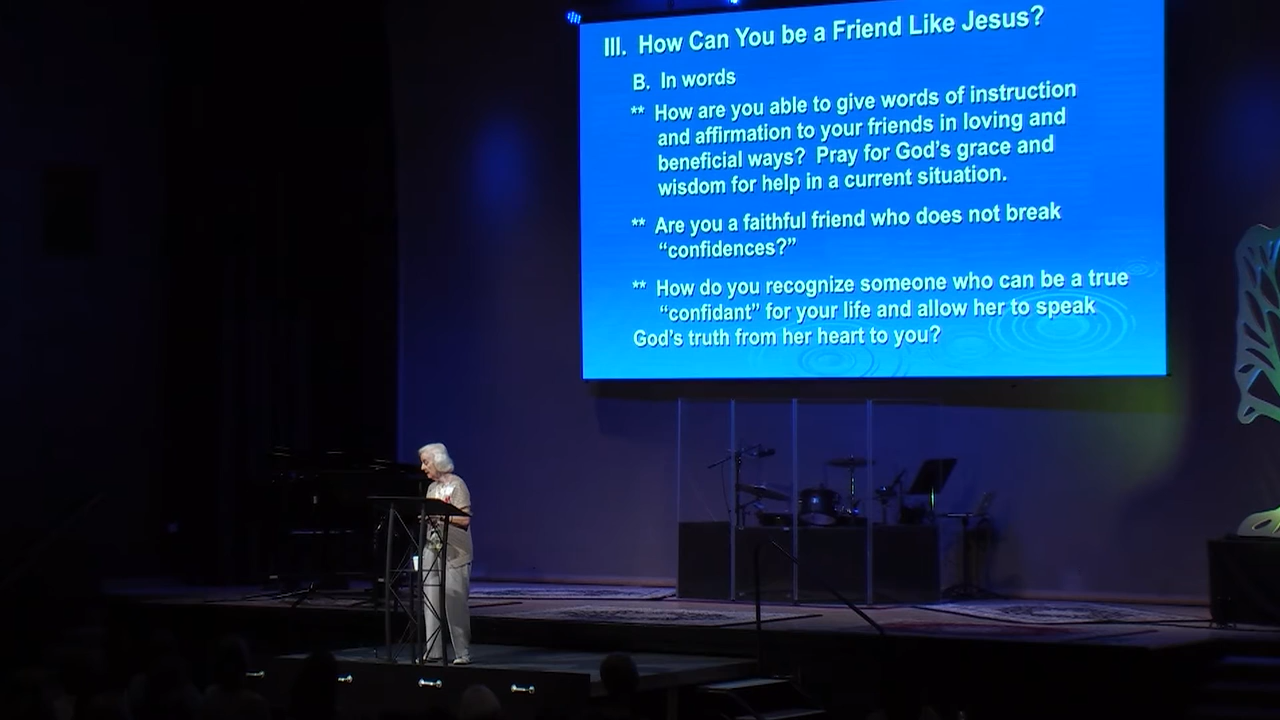 III. How Can You be a Friend Like Jesus?
B. In words
** How are you able to give words of instruction
and affirmation to your friends in loving and
beneficial ways? Pray for God's grace and
wisdom for help in a current situation.
** Are you a faithful friend who does not break
“confidences?”
** How do you recognize someone who can be a true
“confidant” for your life and allow her to speak
God's truth from her heart to you?